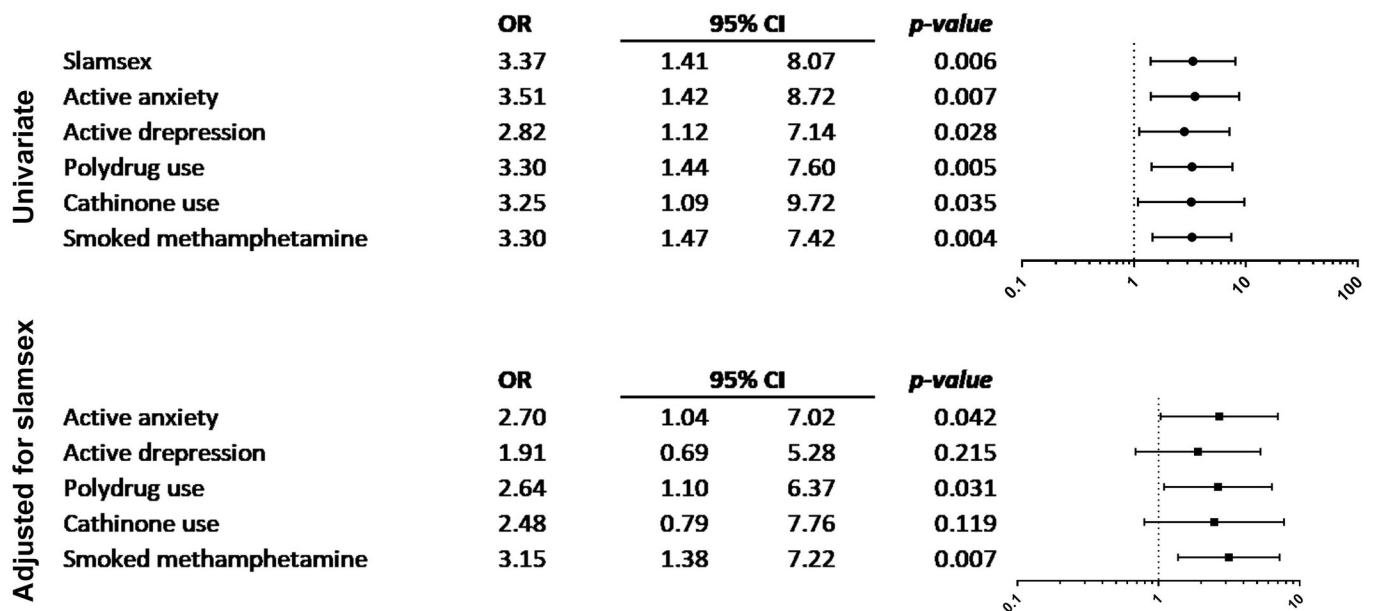 Univariate
OR 95% CI p-value
Slamsex 3.37 1.41 8.07 0.006
Active anxiety 3.51 1.42 8.72 0.007
Active drepression 2.82 1.12 7.14 0.028
Polydrug use 3.30 1.44 7.60 0.005
Cathinone use 3.25 1.09 9.72 0.035
Smoked methamphetamine 3.30 1.47 7.42 0.004
0.1 1 10 100
Adjusted for slamsex
OR 95% CI p-value
Active anxiety 2.70 1.04 7.02 0.042
Active drepression 1.91 0.69 5.28 0.215
Polydrug use 2.64 1.10 6.37 0.031
Cathinone use 2.48 0.79 7.76 0.119
Smoked methamphetamine 3.15 1.38 7.22 0.007
0.1 1 10